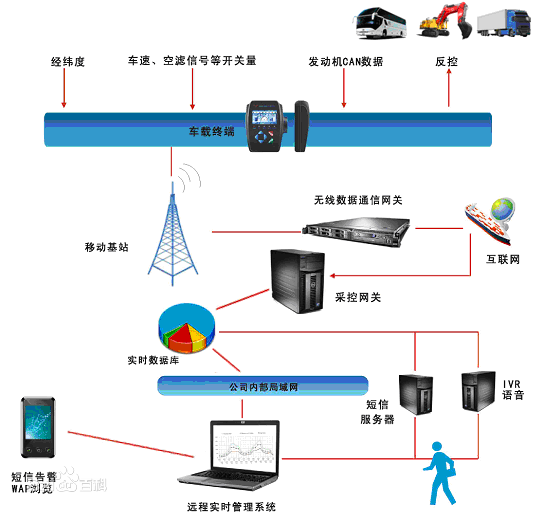 经纬度
车速、空滤信号等开关量
发动机CAN数据
反控
车载终端
无线数据通信网关
移动基站
互联网
采控网关
实时数据库
公司内部局域网
短信
服务器
IVR
语音
短信告警
WAP浏览
百科
远程实时管理系统